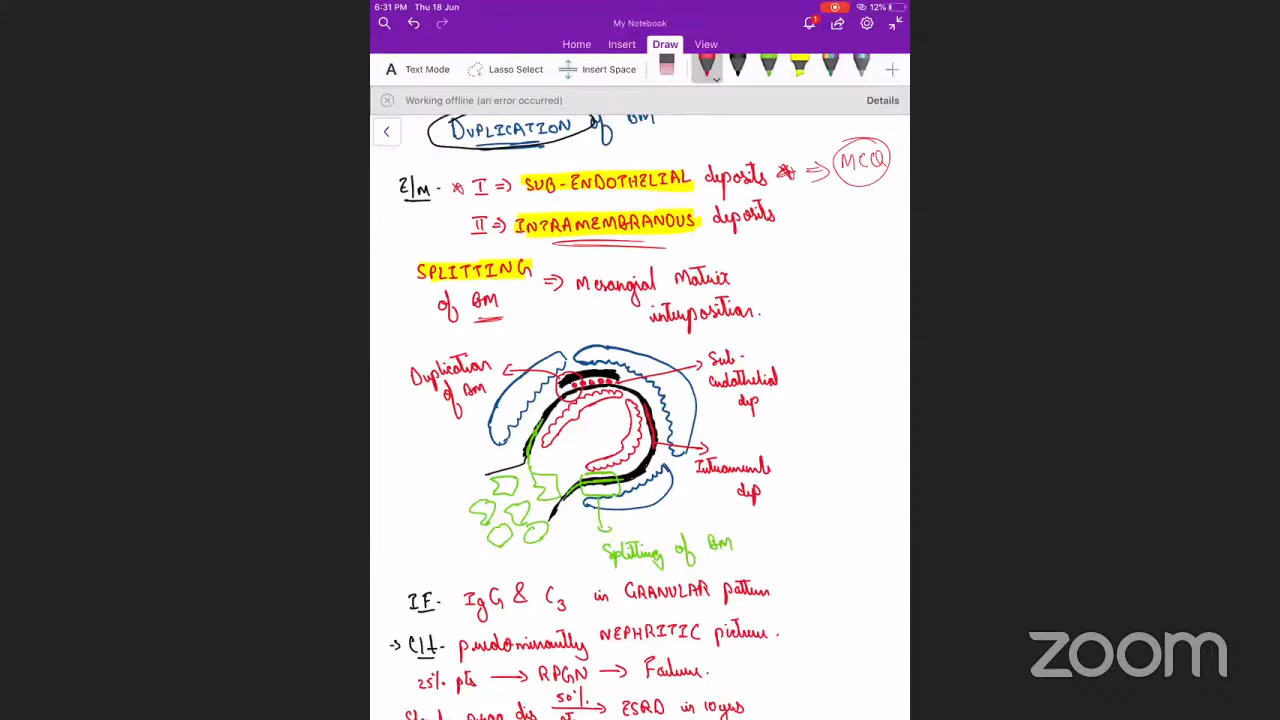 6:31 PM Thu 18 Jun
12%
My Notebook
Home Insert Draw View
A Text Mode Lasso Select Insert Space
Working offline (an error occurred) Details
DUPLICATION of BM
E/M - * I ⇒ SUB-ENDOTHELIAL deposits * ⇒ MCQ
II ⇒ INTRAMEMBRANOUS deposits
SPLITTING of BM ⇒ Mesangial Matrix
interposition.
Duplication
of BM
Sub-
endothelial
dep
Intramemb
dep
Splitting of BM
IF - IgG & C3 in GRANULAR pattern
→ C/f - predominantly NEPHRITIC picture.
25% pts → RPGN → Failure.
50%
→ ESRD in 10 yrs
zoom